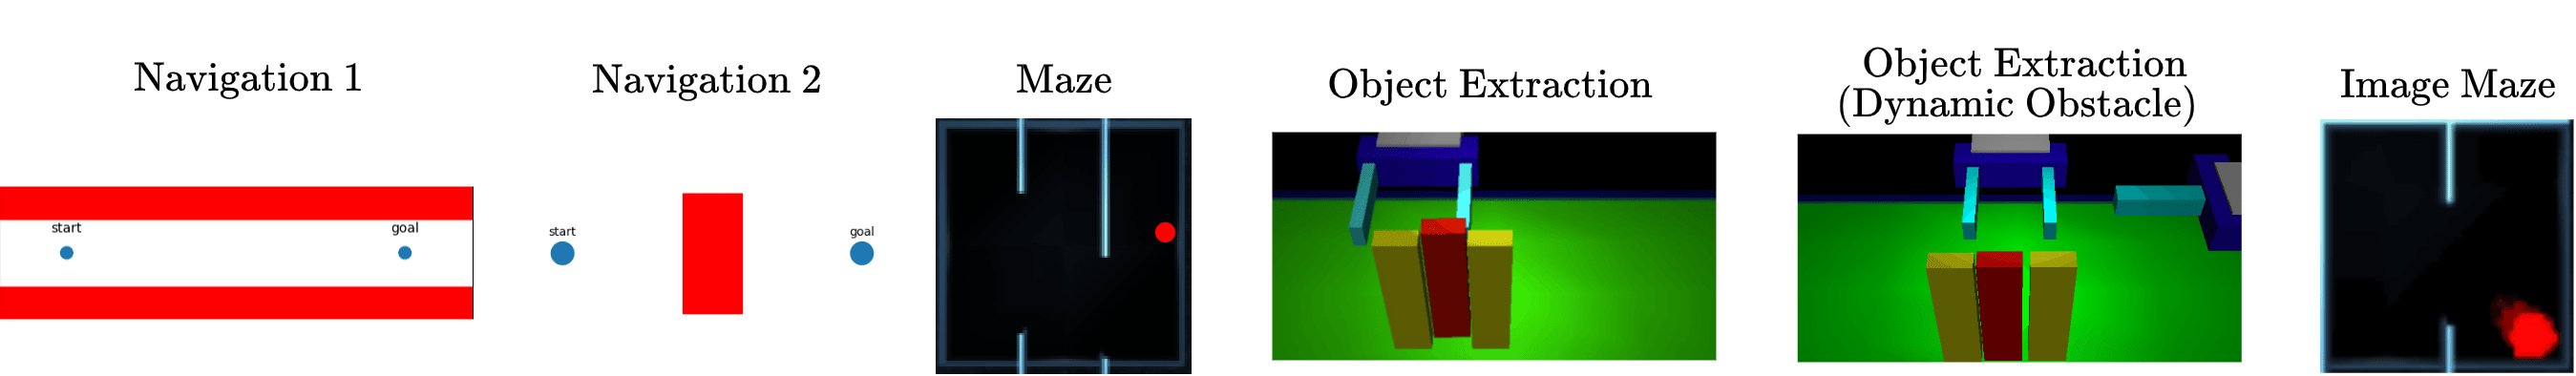 Navigation 1
start
goal
Navigation 2
start
goal
Maze
Object Extraction
Object Extraction
(Dynamic Obstacle)
Image Maze